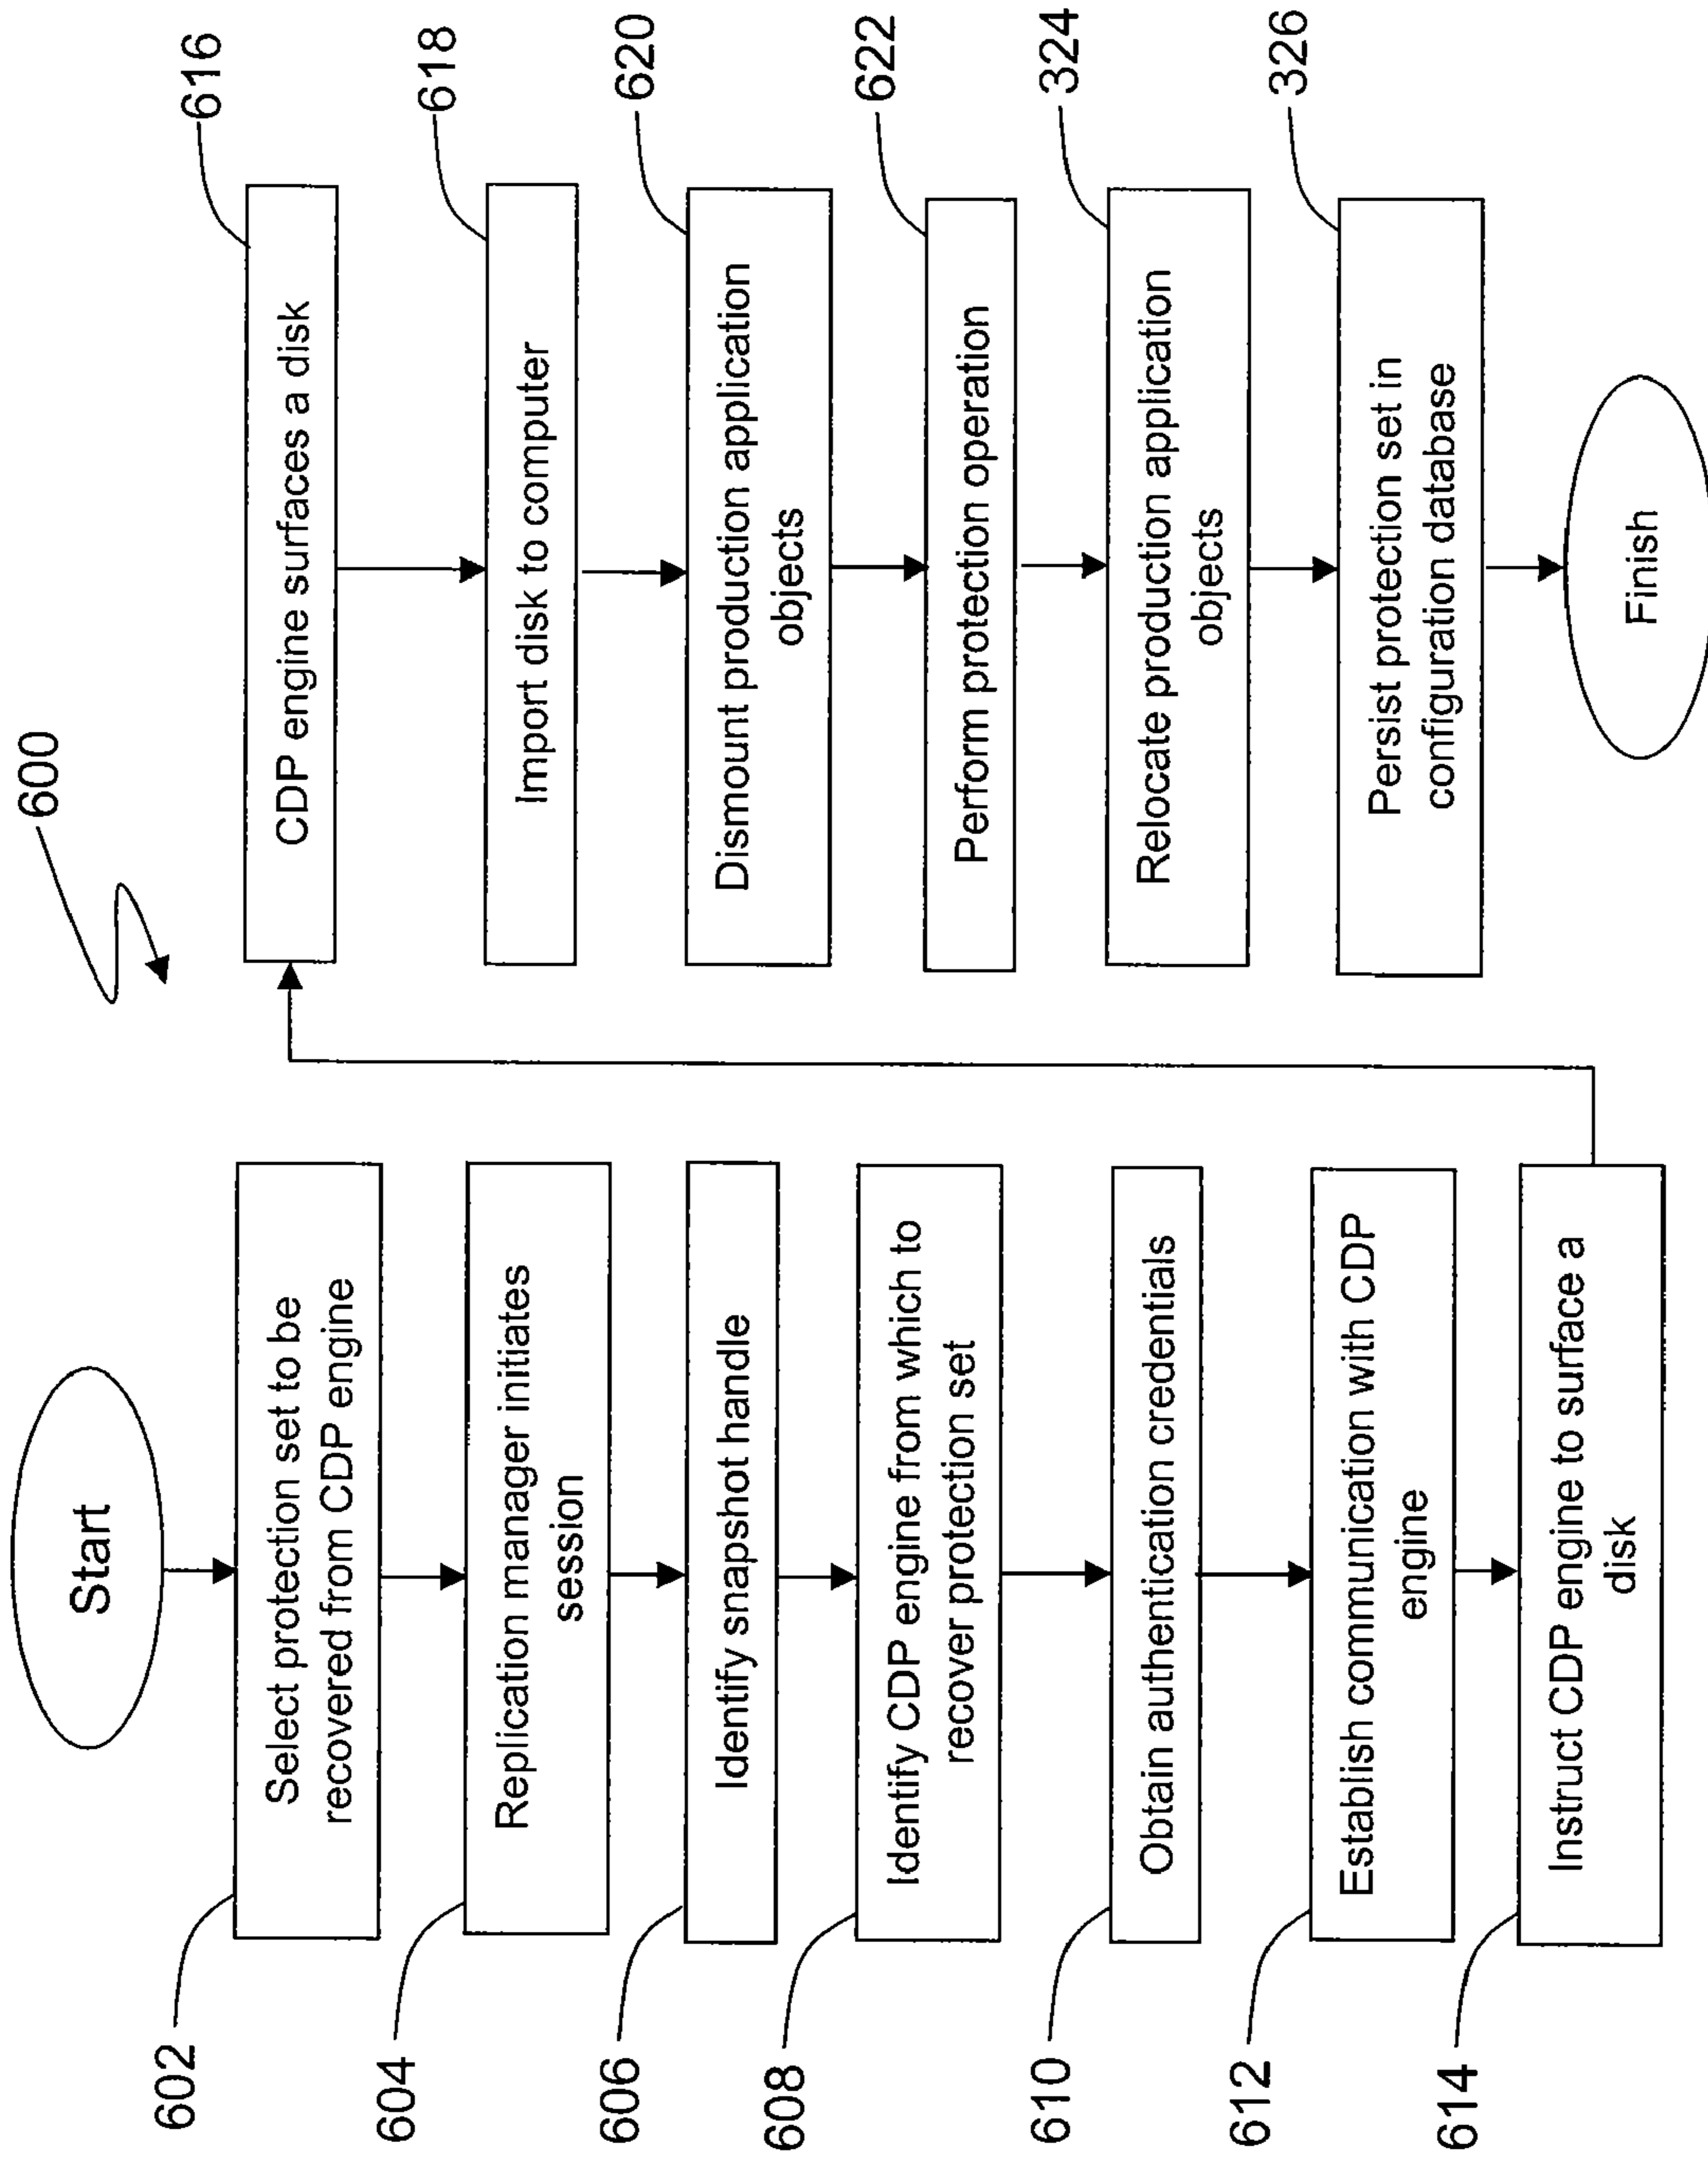 600
Start
602
Select protection set to be
recovered from CDP engine
604
Replication manager initiates
session
606
Identify snapshot handle
608
Identify CDP engine from which to
recover protection set
610
Obtain authentication credentials
612
Establish communication with CDP
engine
614
Instruct CDP engine to surface a
disk
616
CDP engine surfaces a disk
618
Import disk to computer
620
Dismount production application
objects
622
Perform protection operation
324
Relocate production application
objects
326
Persist protection set in
configuration database
Finish